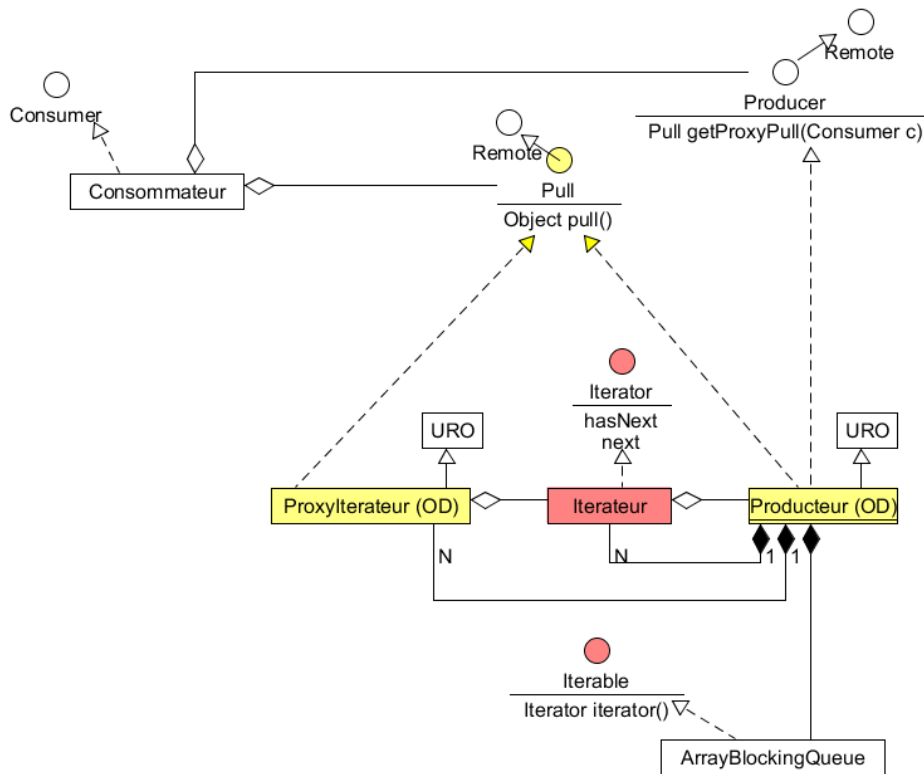 Remote
Consumer
Producer
Pull getProxyPull(Consumer c)
Remote
Consommateur
Pull
Object pull()
Iterator
hasNext
next
URO
URO
ProxyIterateur (OD)
Iterateur
Producteur (OD)
N
N
1
1
Iterable
Iterator iterator()
ArrayBlockingQueue